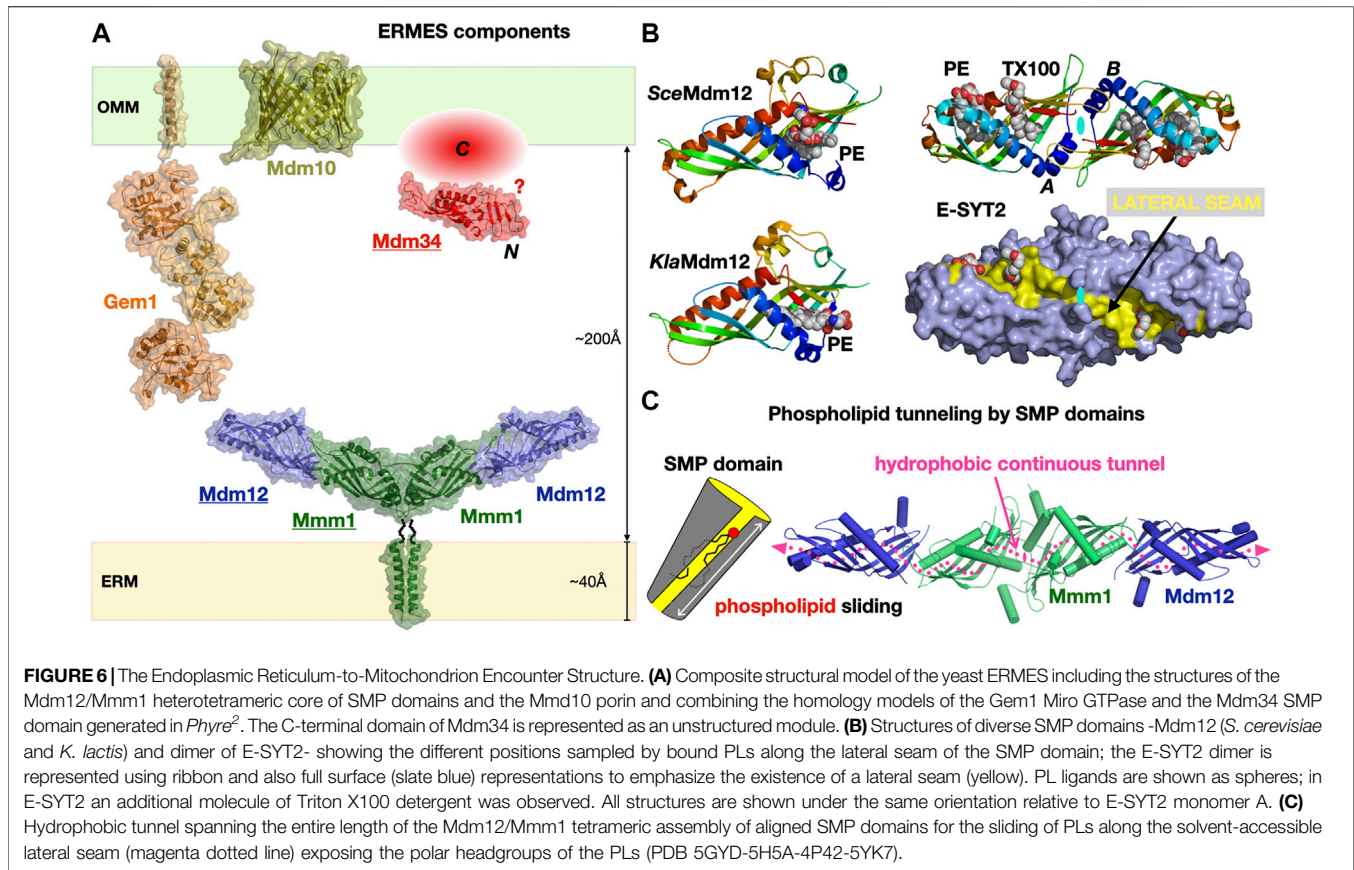 A
ERMES components
OMM
Mdm10
C
?
Mdm34
N
Gem1
~200Å
Mdm12
Mmm1
Mmm1
Mdm12
ERM
~40Å
B
SceMdm12
PE
KlaMdm12
PE
PE
TX100
B
A
E-SYT2
LATERAL SEAM
C
Phospholipid tunneling by SMP domains
SMP domain
hydrophobic continuous tunnel
phospholipid sliding
Mmm1
Mdm12
FIGURE 6 | The Endoplasmic Reticulum-to-Mitochondrion Encounter Structure. (A) Composite structural model of the yeast ERMES including the structures of the
Mdm12/Mmm1 heterotetrameric core of SMP domains and the Mmd10 porin and combining the homology models of the Gem1 Miro GTPase and the Mdm34 SMP
domain generated in Phyre². The C-terminal domain of Mdm34 is represented as an unstructured module. (B) Structures of diverse SMP domains -Mdm12 (S. cerevisiae
and K. lactis) and dimer of E-SYT2- showing the different positions sampled by bound PLs along the lateral seam of the SMP domain; the E-SYT2 dimer is
represented using ribbon and also full surface (slate blue) representations to emphasize the existence of a lateral seam (yellow). PL ligands are shown as spheres; in
E-SYT2 an additional molecule of Triton X100 detergent was observed. All structures are shown under the same orientation relative to E-SYT2 monomer A. (C)
Hydrophobic tunnel spanning the entire length of the Mdm12/Mmm1 tetrameric assembly of aligned SMP domains for the sliding of PLs along the solvent-accessible
lateral seam (magenta dotted line) exposing the polar headgroups of the PLs (PDB 5GYD-5H5A-4P42-5YK7).